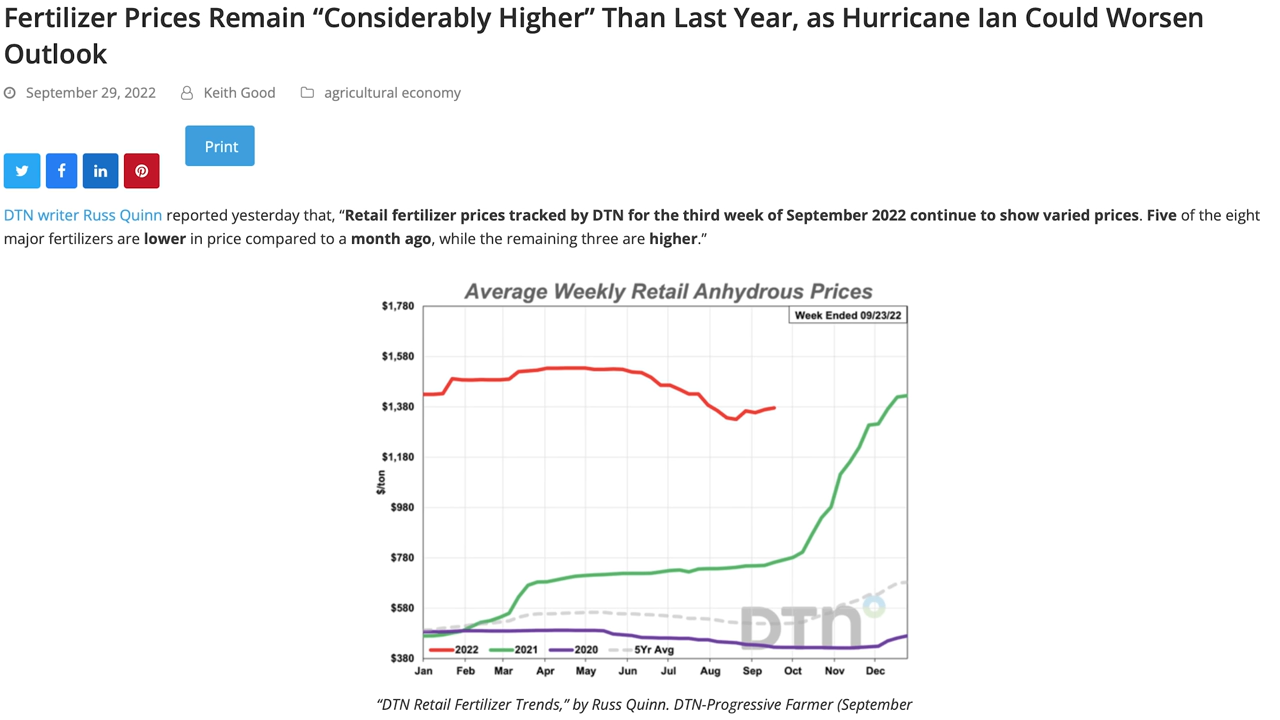 Fertilizer Prices Remain “Considerably Higher” Than Last Year, as Hurricane Ian Could Worsen
Outlook
September 29, 2022 Keith Good agricultural economy
Print
DTN writer Russ Quinn reported yesterday that, “Retail fertilizer prices tracked by DTN for the third week of September 2022 continue to show varied prices. Five of the eight
major fertilizers are lower in price compared to a month ago, while the remaining three are higher.”
Average Weekly Retail Anhydrous Prices
Week Ended 09/23/22
$1,780
$1,580
$1,380
$1,180
$/ton
$980
$780
$580
$380
DTN
2022 2021 2020 5Yr Avg
Jan Feb Mar Apr May Jun Jul Aug Sep Oct Nov Dec
“DTN Retail Fertilizer Trends,” by Russ Quinn. DTN-Progressive Farmer (September